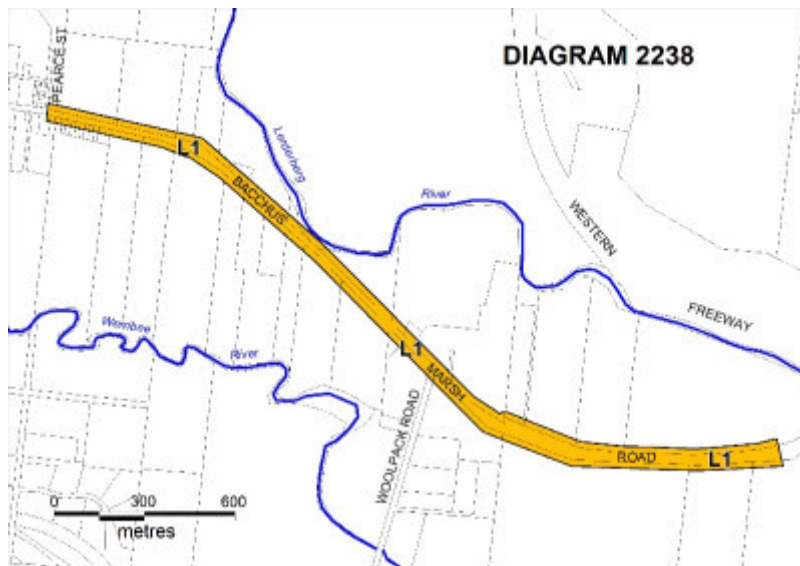 DIAGRAM 2238
PEARCE ST
L1
Lerderberg
BACCHUS
River
WESTERN
FREEWAY
Werribee
River
L1
MARSH
WOOLPACK ROAD
ROAD
L1
0 300 600
metres